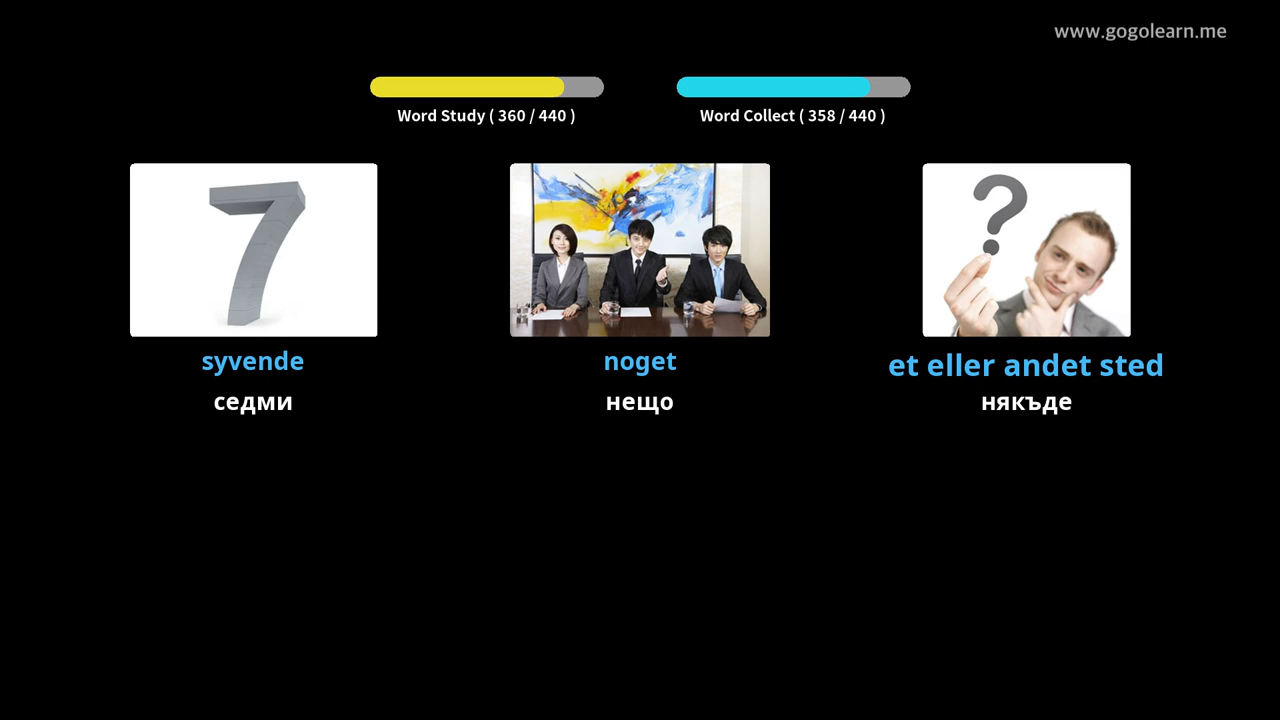 www.gogolearn.me
Word Study ( 360 / 440 )
Word Collect ( 358 / 440 )
7
?
syvende
noget
et eller andet sted
седми
нещо
някъде